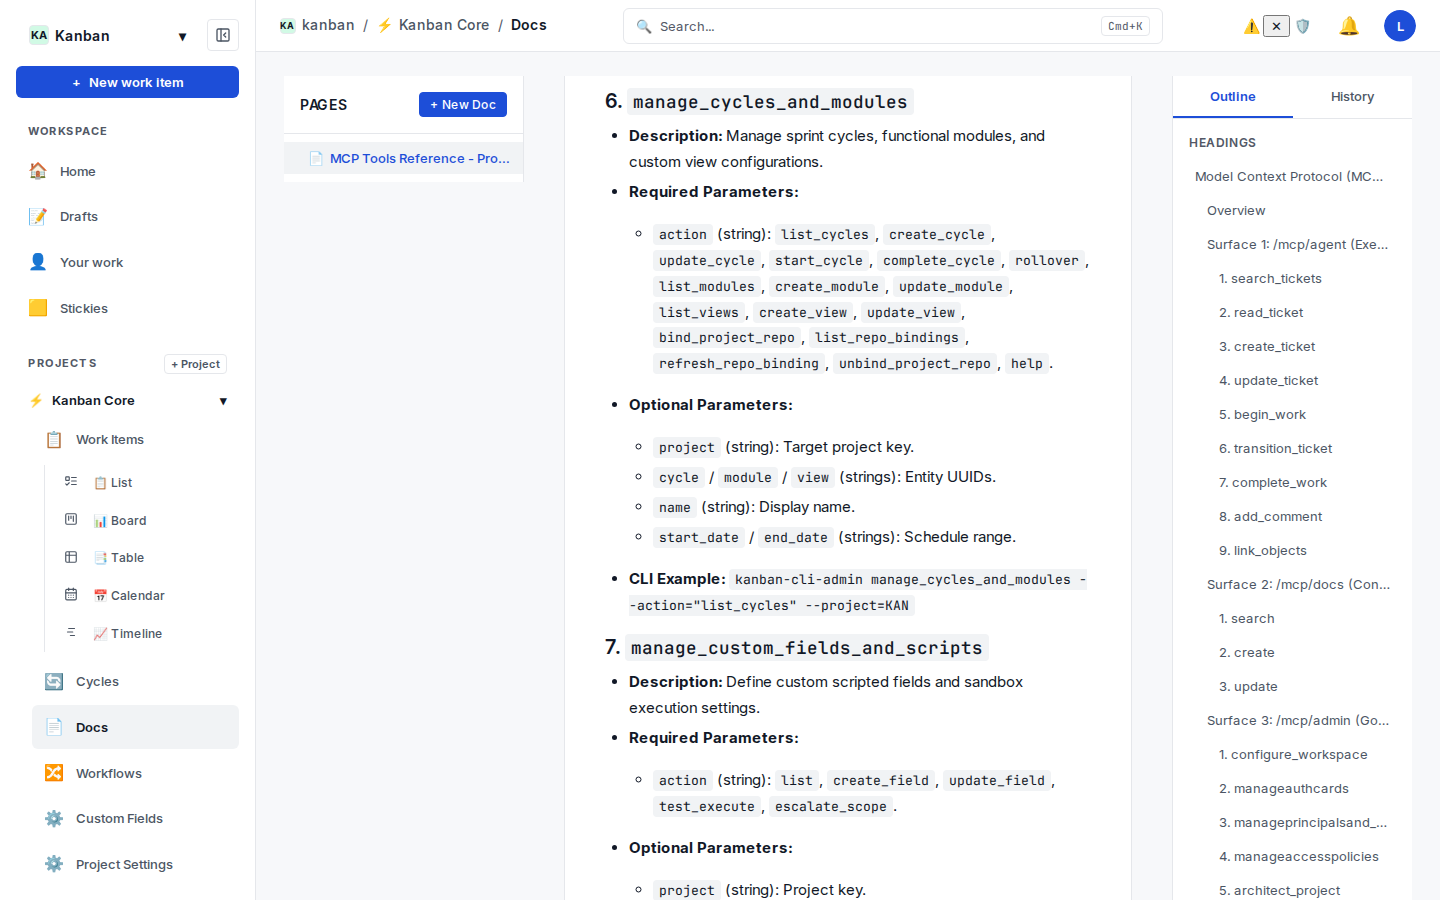 KA Kanban ▾
+ New work item
WORKSPACE
Home
Drafts
Your work
Stickies
PROJECTS
+ Project
Kanban Core ▾
Work Items
List
Board
Table
Calendar
Timeline
Cycles
Docs
Workflows
Custom Fields
Project Settings
KA kanban / ⚡ Kanban Core / Docs
Search...
Cmd+K
✕
L
PAGES
+ New Doc
MCP Tools Reference - Pro...
6. manage_cycles_and_modules
• Description: Manage sprint cycles, functional modules, and
custom view configurations.
• Required Parameters:
◦ action (string): list_cycles, create_cycle,
update_cycle, start_cycle, complete_cycle, rollover,
list_modules, create_module, update_module,
list_views, create_view, update_view,
bind_project_repo, list_repo_bindings,
refresh_repo_binding, unbind_project_repo, help.
• Optional Parameters:
◦ project (string): Target project key.
◦ cycle / module / view (strings): Entity UUIDs.
◦ name (string): Display name.
◦ start_date / end_date (strings): Schedule range.
• CLI Example: kanban-cli-admin manage_cycles_and_modules -
-action="list_cycles" --project=KAN
7. manage_custom_fields_and_scripts
• Description: Define custom scripted fields and sandbox
execution settings.
• Required Parameters:
◦ action (string): list, create_field, update_field,
test_execute, escalate_scope.
• Optional Parameters:
◦ project (string): Project key.
Outline
History
HEADINGS
Model Context Protocol (MC...
Overview
Surface 1: /mcp/agent (Exe...
1. search_tickets
2. read_ticket
3. create_ticket
4. update_ticket
5. begin_work
6. transition_ticket
7. complete_work
8. add_comment
9. link_objects
Surface 2: /mcp/docs (Con...
1. search
2. create
3. update
Surface 3: /mcp/admin (Go...
1. configure_workspace
2. manageauthcards
3. manageprincipalsand_...
4. manageaccesspolicies
5. architect_project